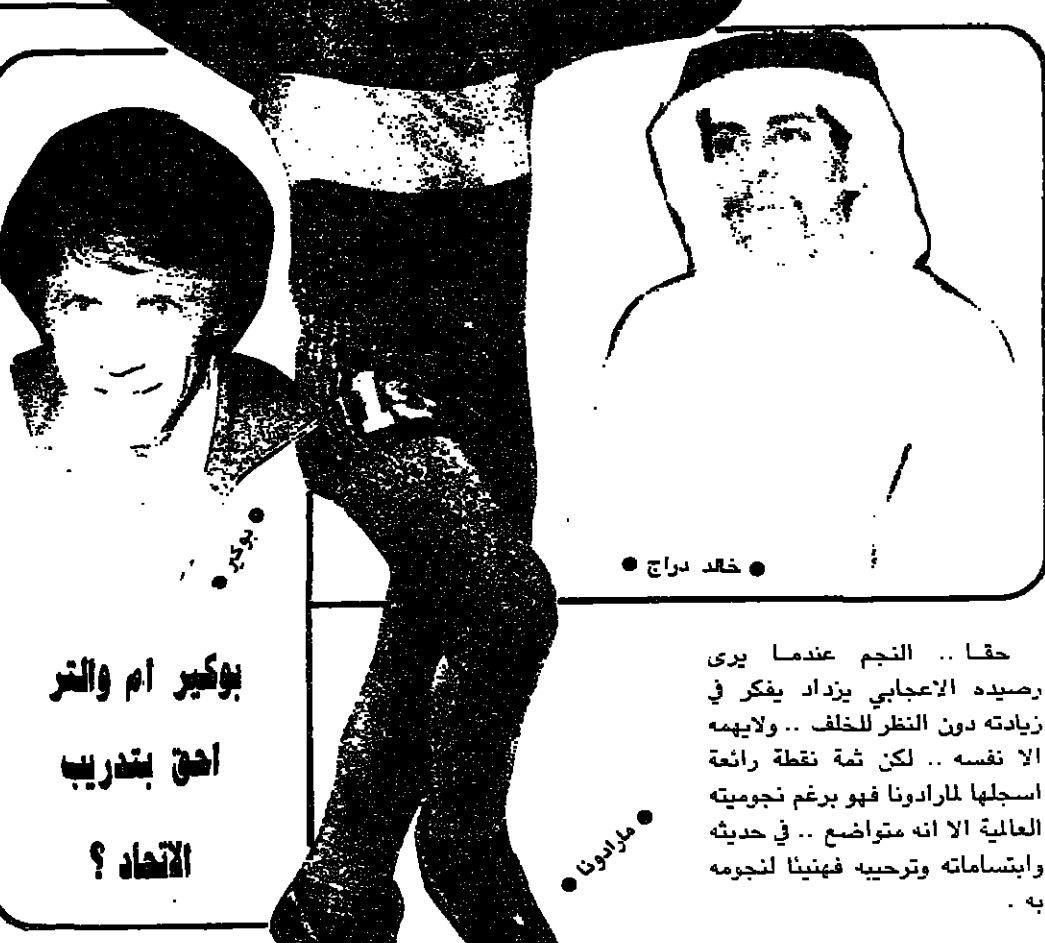 ● خالد دراج ●
حقا .. النجم عندما يرى
رصيده الاعجابي يزداد يفكر في
زيادته دون النظر للخلف .. ولايهمه
الا نفسه .. لكن ثمة نقطة رائعة
اسجلها لمارادونا فهو برغم نجوميته
العالمية الا انه متواضع .. في حديثه
وابتساماته وترحيبه فهنيئا لنجومه
به .
● مارادونا ●
● بوكير ●
بوكير ام والتر
احق بتدريب
الاتحاد ؟